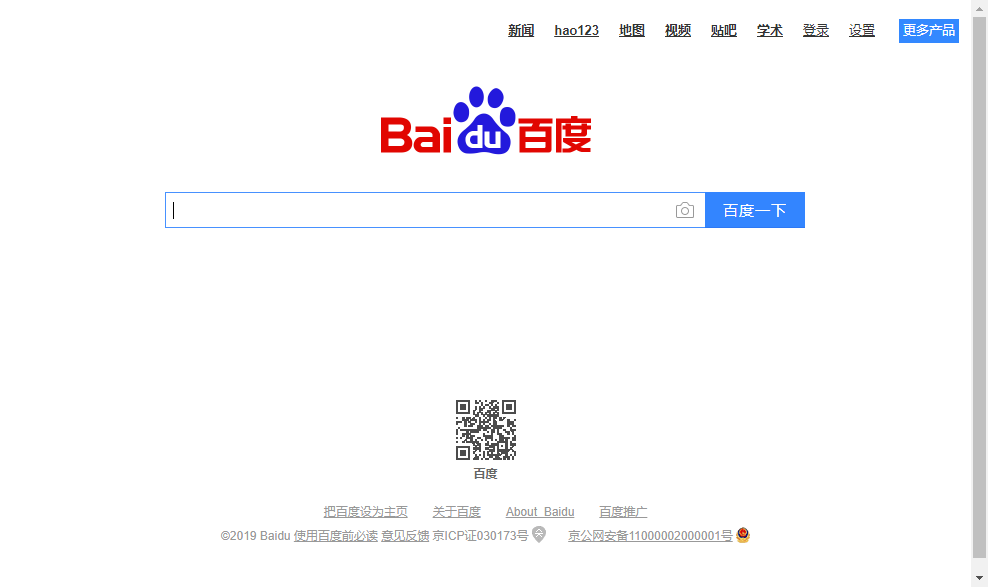 新闻 hao123 地图 视频 贴吧 学术 登录 设置 更多产品
Bai du 百度
百度一下
百度
把百度设为主页 关于百度 About Baidu 百度推广
©2019 Baidu 使用百度前必读 意见反馈 京ICP证030173号 京公网安备11000002000001号